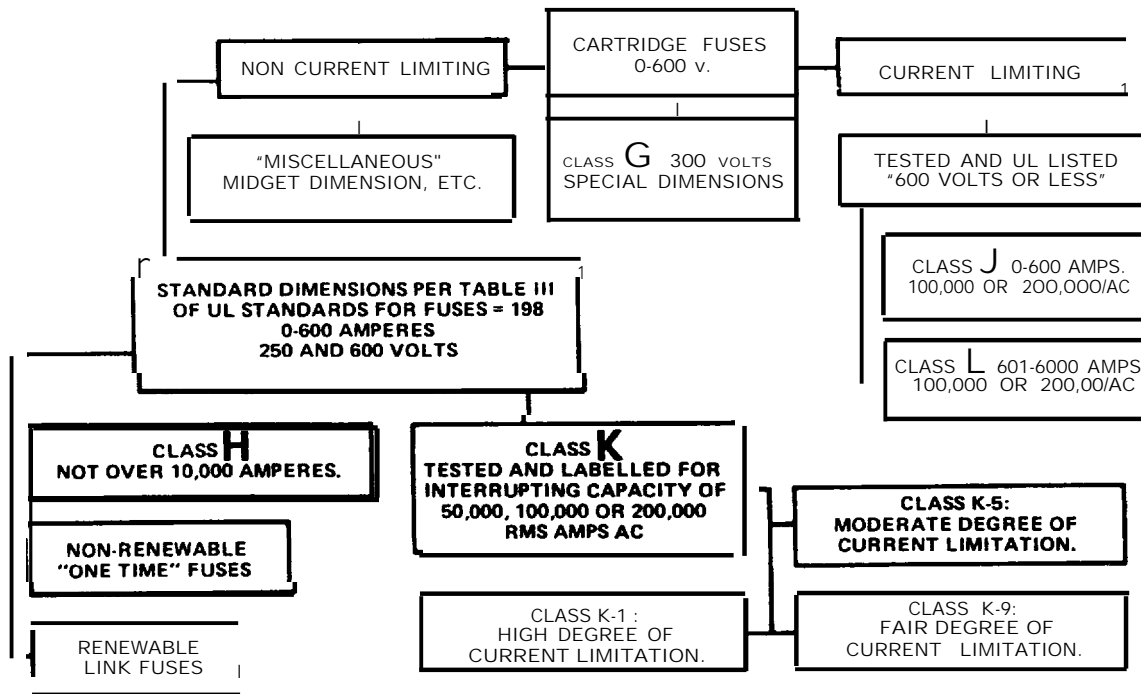 CARTRIDGE FUSES
0-600 v.
NON CURRENT LIMITING
CURRENT LIMITING
"MISCELLANEOUS"
MIDGET DIMENSION, ETC.
CLASS G 300 VOLTS
SPECIAL DIMENSIONS
TESTED AND UL LISTED
"600 VOLTS OR LESS"
CLASS J 0-600 AMPS.
100,000 OR 200,000/AC
CLASS L 601-6000 AMPS
100,000 OR 200,00/AC
STANDARD DIMENSIONS PER TABLE III
OF UL STANDARDS FOR FUSES = 198
0-600 AMPERES
250 AND 600 VOLTS
CLASS H
NOT OVER 10,000 AMPERES.
NON-RENEWABLE
"ONE TIME" FUSES
RENEWABLE
LINK FUSES
CLASS K
TESTED AND LABELLED FOR
INTERRUPTING CAPACITY OF
50,000, 100,000 OR 200,000
RMS AMPS AC
CLASS K-5:
MODERATE DEGREE OF
CURRENT LIMITATION.
CLASS K-1 :
HIGH DEGREE OF
CURRENT LIMITATION.
CLASS K-9:
FAIR DEGREE OF
CURRENT LIMITATION.